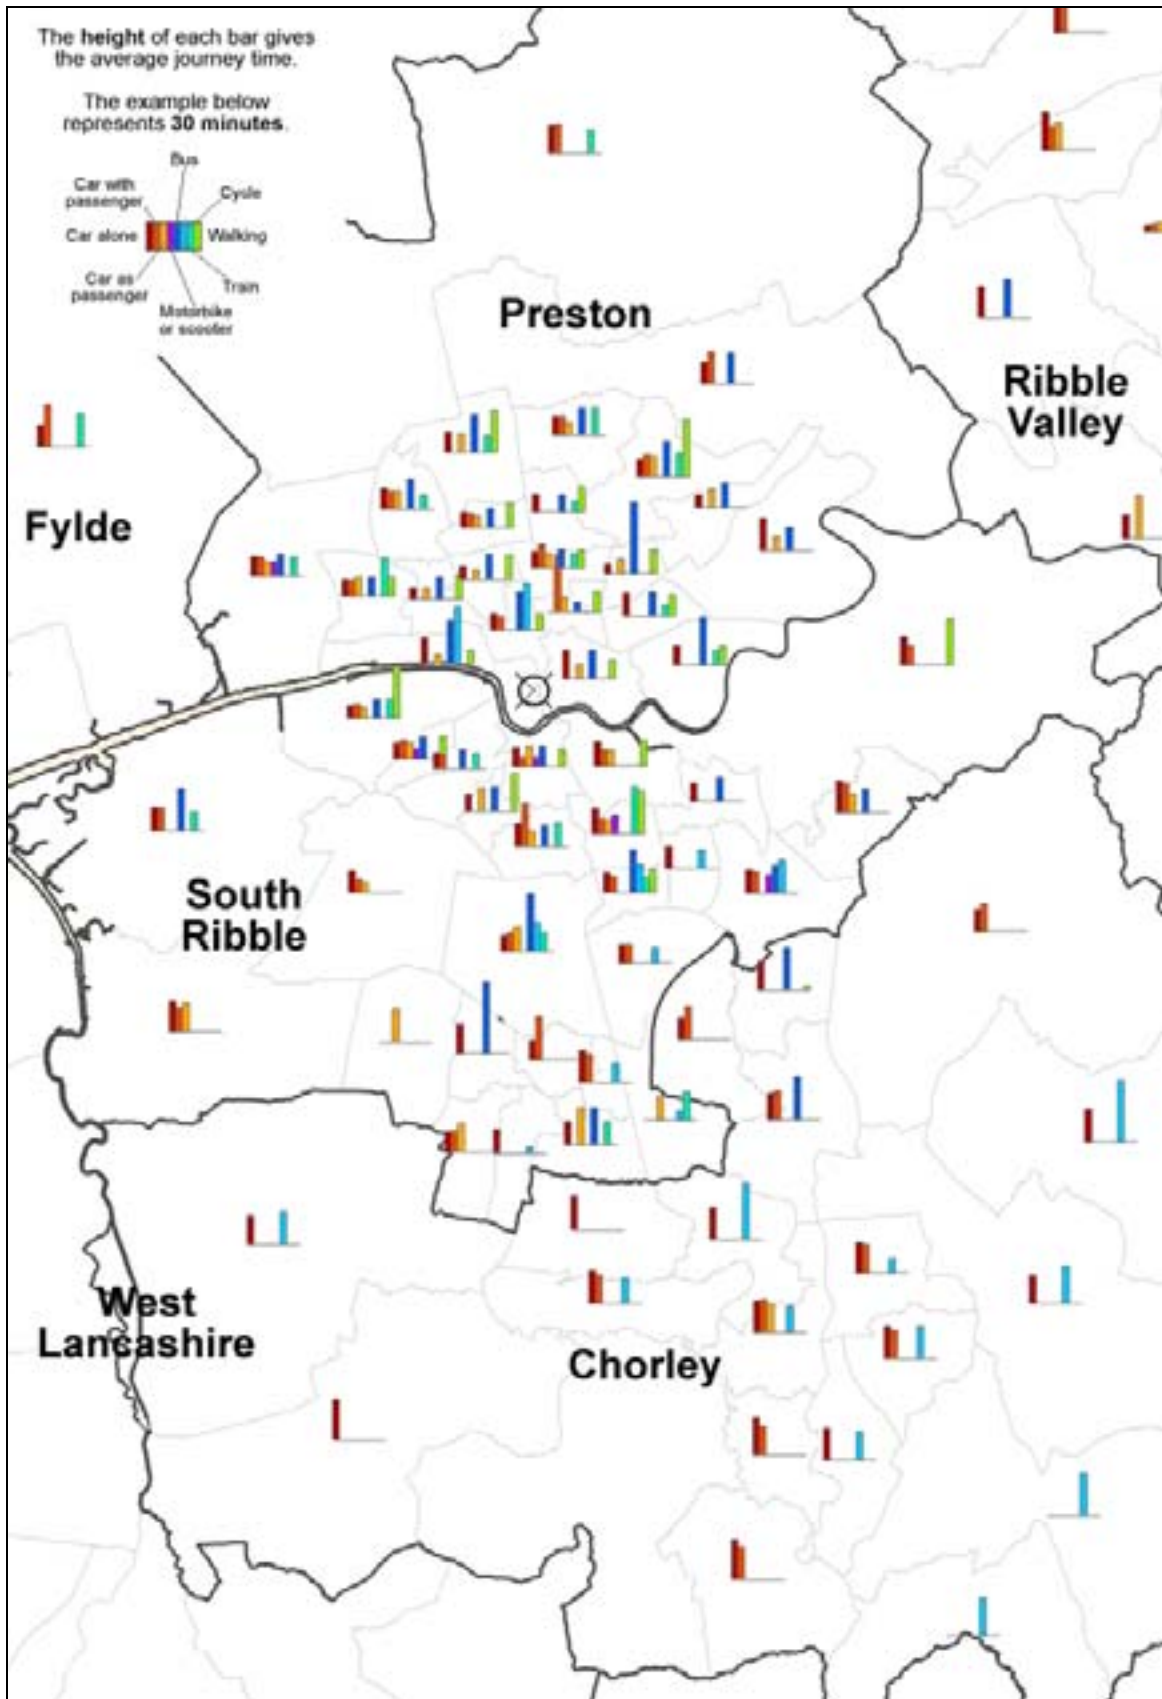 The height of each bar gives
the average journey time.
The example below
represents 30 minutes.
Bus
Car with
passenger
Cycle
Car alone
Walking
Car as
passenger
Train
Motorbike
or scooter
Preston
Ribble
Valley
Fylde
South
Ribble
West
Lancashire
Chorley